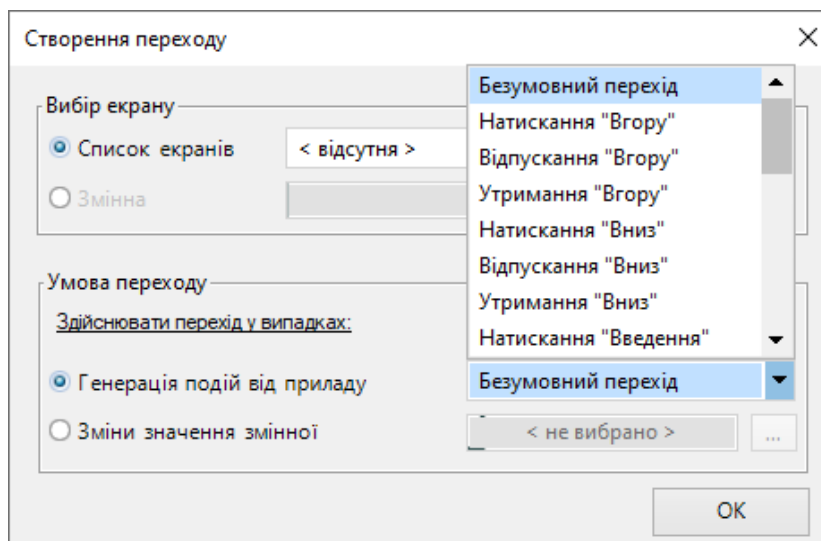 Створення переходу
Безумовний перехід
Вибір екрану
Натискання "Вгору"
Список екранів < відсутня >
Відпускання "Вгору"
Змінна
Утримання "Вгору"
Натискання "Вниз"
Відпускання "Вниз"
Умова переходу
Утримання "Вниз"
Здійснювати перехід у випадках:
Натискання "Введення"
Генерація подій від приладу Безумовний перехід
Зміни значення змінної < не вибрано > ...
OK